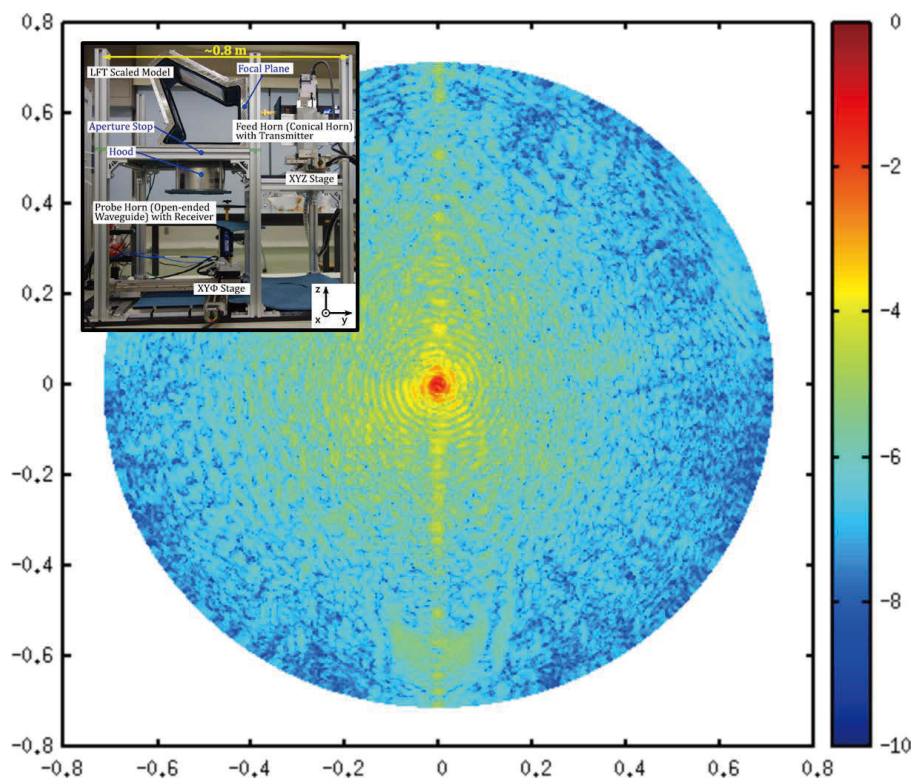 0.8
0.6
0.4
0.2
0
−0.2
−0.4
−0.6
−0.8
~0.8 m
LFT Scaled Model
Focal Plane
Aperture Stop
Hood
Feed Horn (Conical Horn)
with Transmitter
XYZ Stage
Probe Horn (Open-ended
Waveguide) with Receiver
XYΦ Stage
z
x
y
−0.8
−0.6
−0.4
−0.2
0
0.2
0.4
0.6
0.8
0
−2
−4
−6
−8
−10